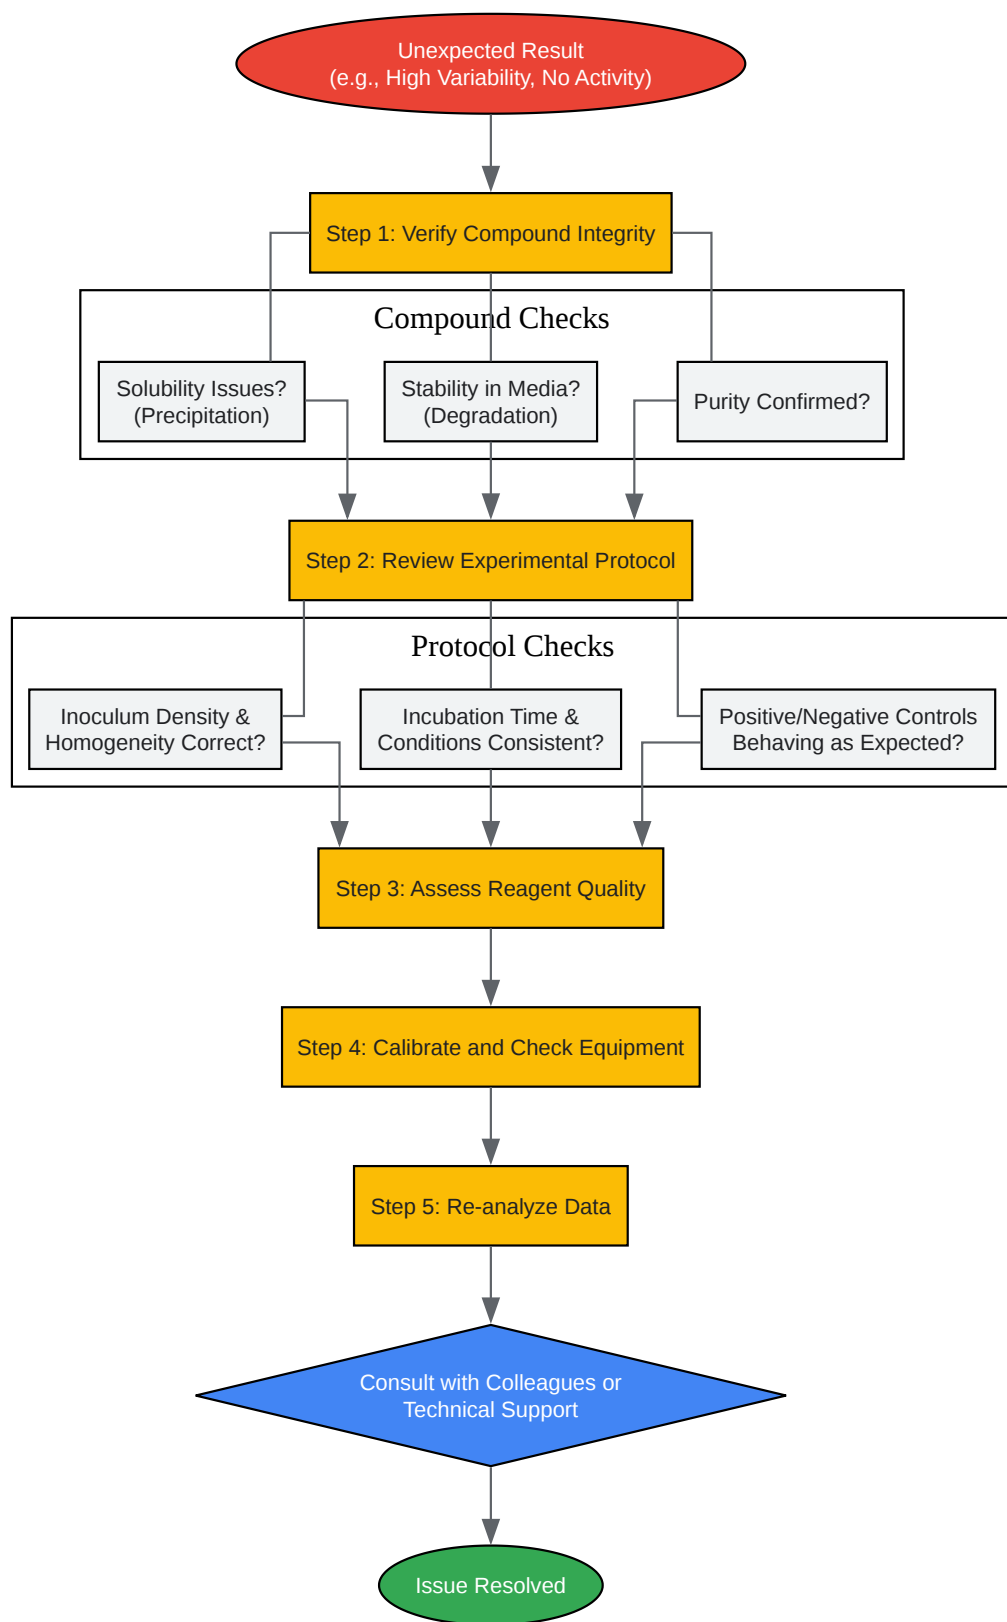 Unexpected Result
(e.g., High Variability, No Activity)
Step 1: Verify Compound Integrity
Compound Checks
Solubility Issues?
(Precipitation)
Stability in Media?
(Degradation)
Purity Confirmed?
Step 2: Review Experimental Protocol
Protocol Checks
Inoculum Density &
Homogeneity Correct?
Incubation Time &
Conditions Consistent?
Positive/Negative Controls
Behaving as Expected?
Step 3: Assess Reagent Quality
Step 4: Calibrate and Check Equipment
Step 5: Re-analyze Data
Consult with Colleagues or
Technical Support
Issue Resolved